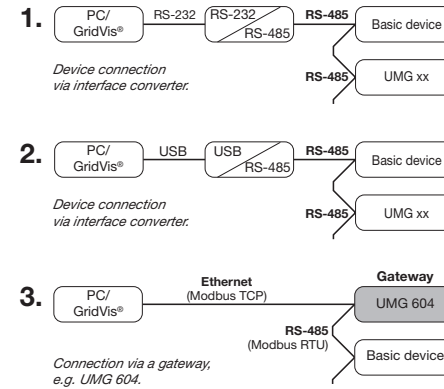 1.
PC/
GridVis®
RS-232
RS-232
RS-485
RS-485
Basic device
Device connection
via interface converter.
RS-485
UMG xx
2.
PC/
GridVis®
USB
USB
RS-485
RS-485
Basic device
Device connection
via interface converter.
RS-485
UMG xx
3.
PC/
GridVis®
Ethernet
(Modbus TCP)
Gateway
UMG 604
RS-485
(Modbus RTU)
Basic device
Connection via a gateway,
e.g. UMG 604.